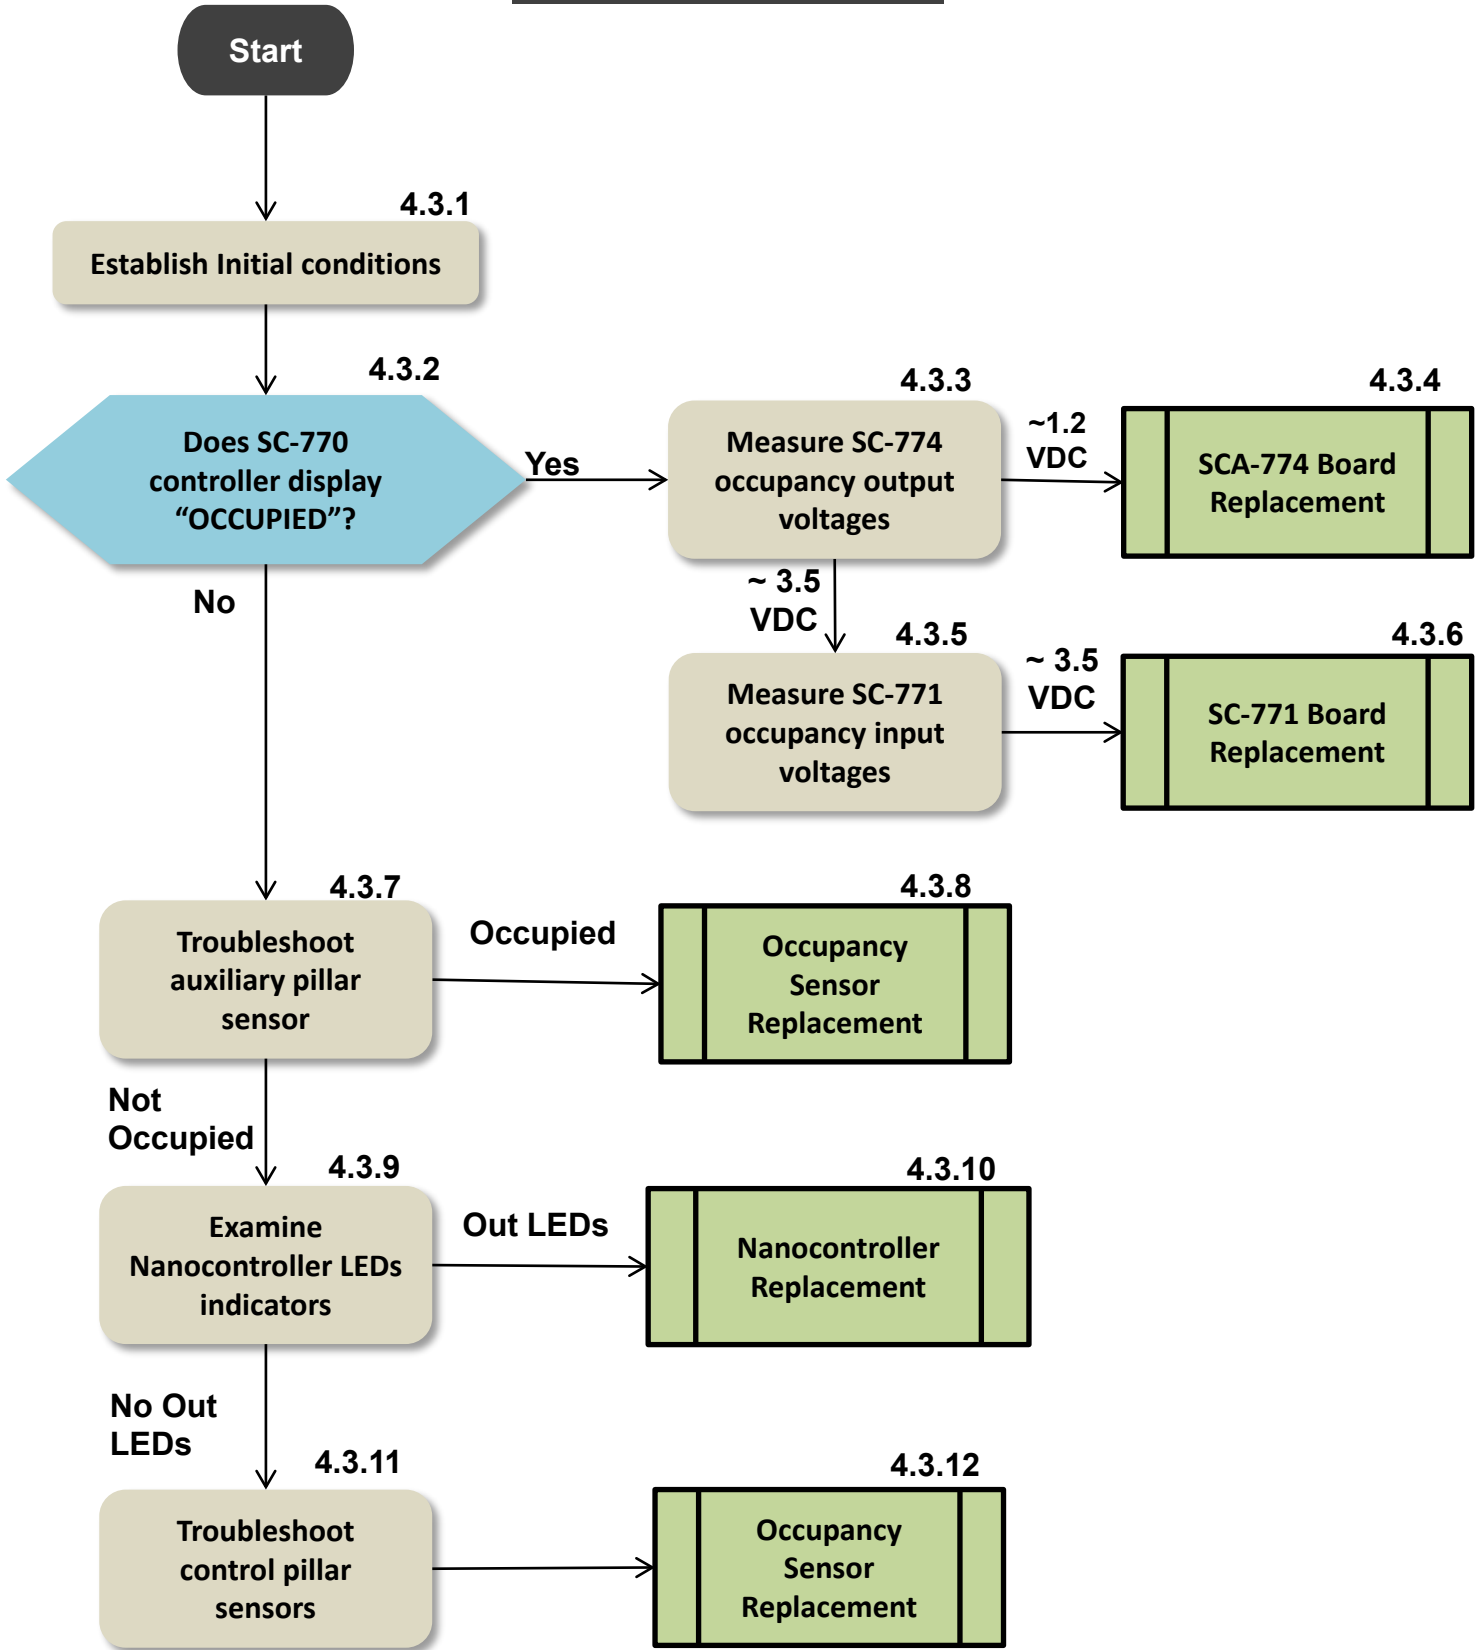 Start
4.3.1
Establish Initial conditions
4.3.2
Does SC-770
controller display
“OCCUPIED”?
Yes
No
4.3.3
Measure SC-774
occupancy output
voltages
~1.2
VDC
4.3.4
SCA-774 Board
Replacement
~ 3.5
VDC
4.3.5
Measure SC-771
occupancy input
voltages
~ 3.5
VDC
4.3.6
SC-771 Board
Replacement
4.3.7
Troubleshoot
auxiliary pillar
sensor
Occupied
4.3.8
Occupancy
Sensor
Replacement
Not
Occupied
4.3.9
Examine
Nanocontroller LEDs
indicators
Out LEDs
4.3.10
Nanocontroller
Replacement
No Out
LEDs
4.3.11
Troubleshoot
control pillar
sensors
4.3.12
Occupancy
Sensor
Replacement